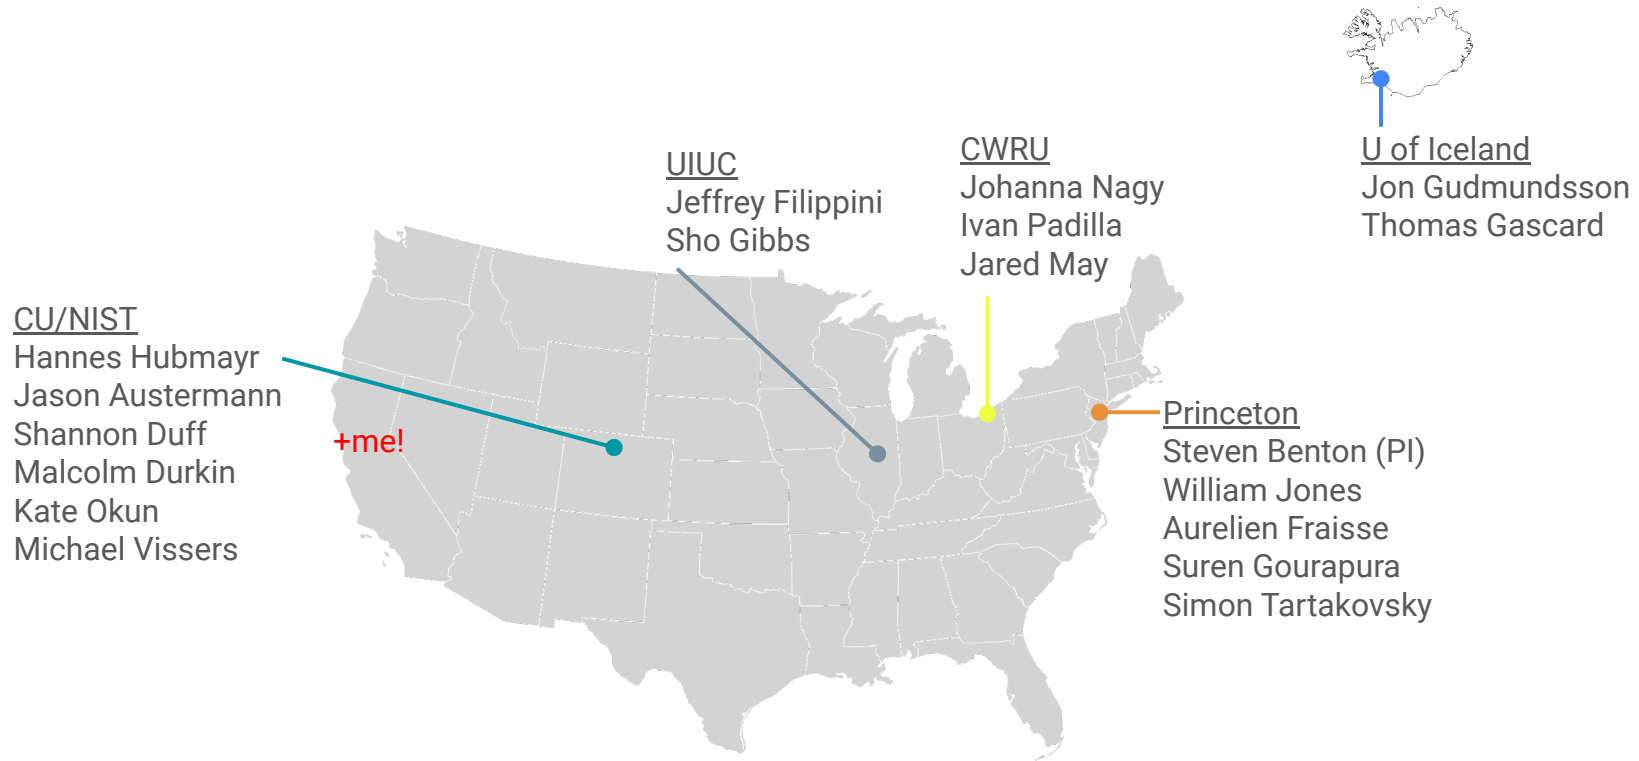 CU/NIST
Hannes Hubmayr
Jason Austermann
Shannon Duff
Malcolm Durkin
Kate Okun
Michael Vissers
+me!
UIUC
Jeffrey Filippini
Sho Gibbs
CWRU
Johanna Nagy
Ivan Padilla
Jared May
U of Iceland
Jon Gudmundsson
Thomas Gascard
Princeton
Steven Benton (PI)
William Jones
Aurelien Fraisse
Suren Gourapura
Simon Tartakovsky